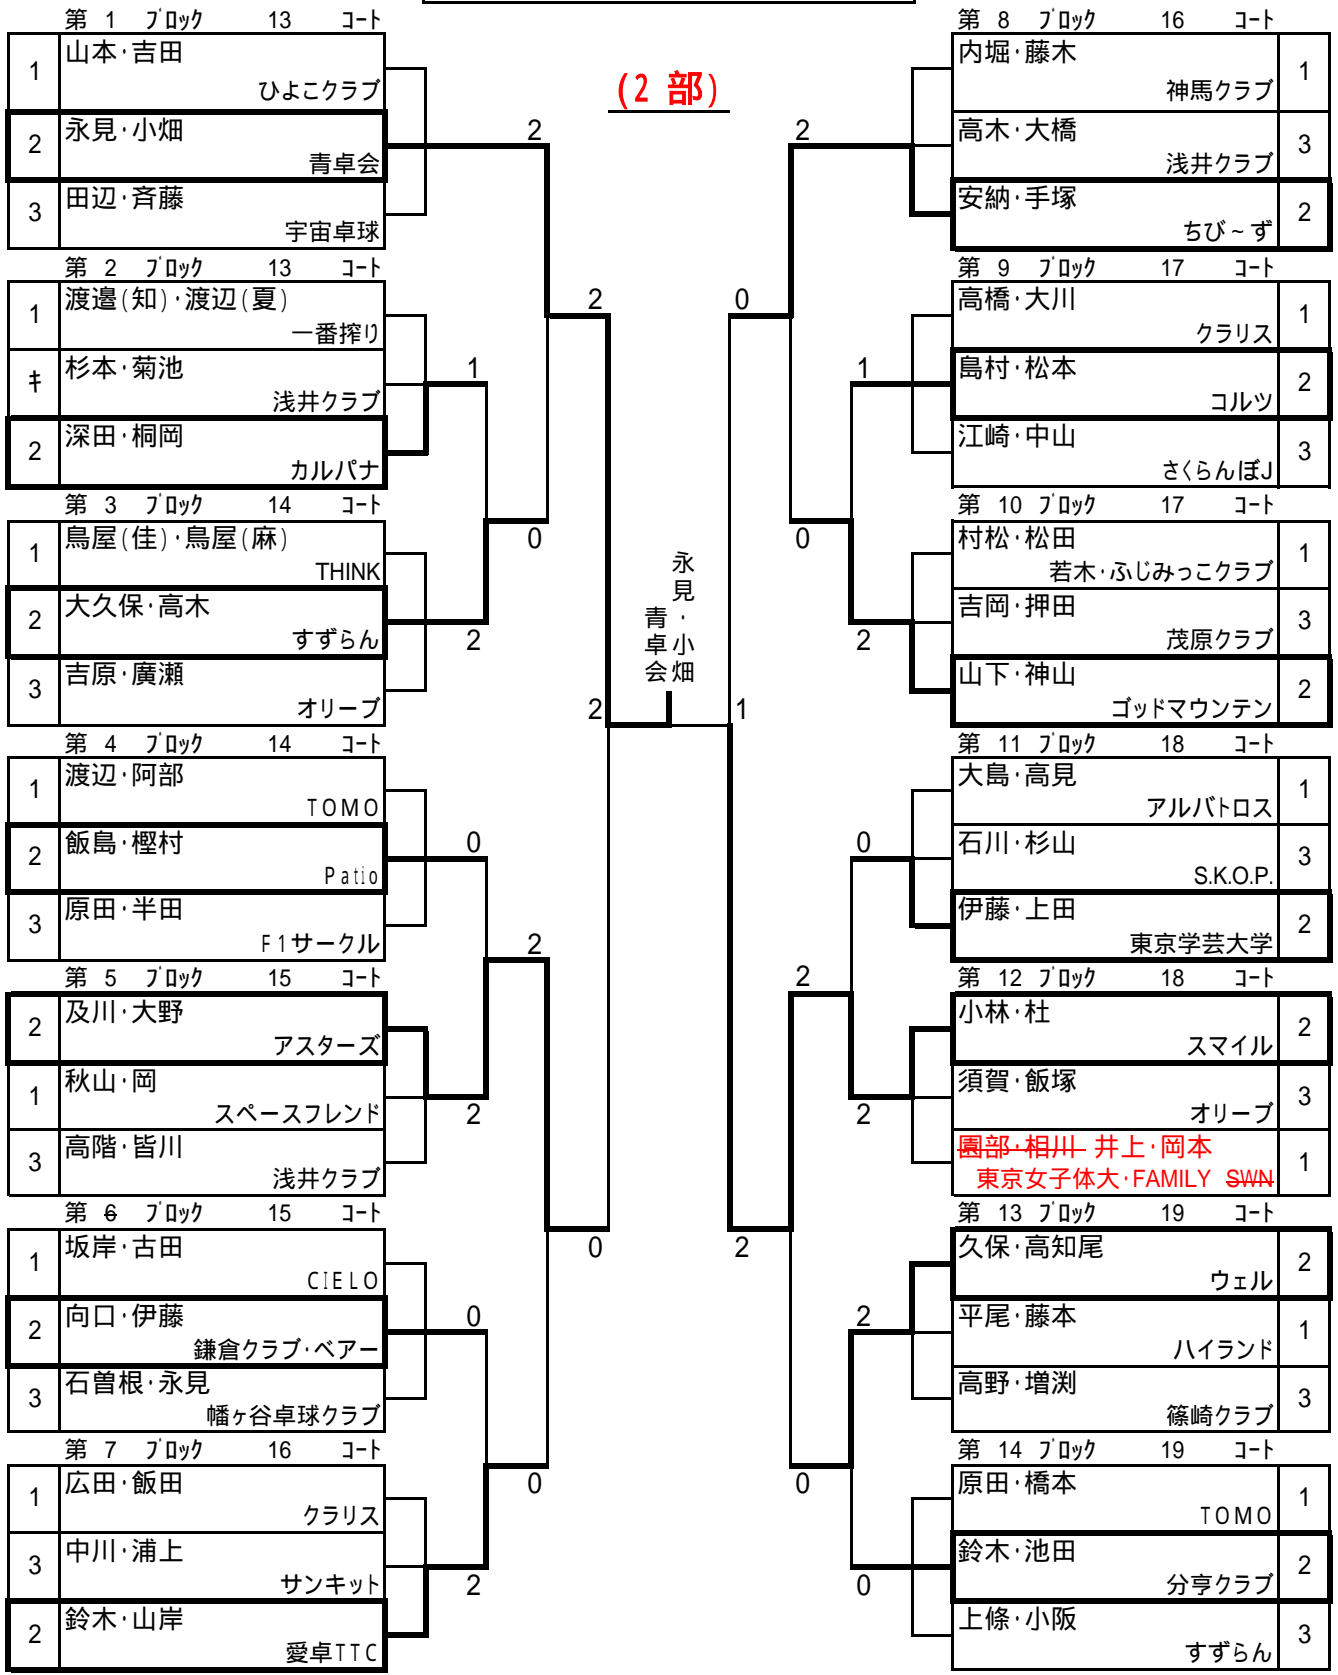 (2 部)
第 1 ブロック 13 コート
1 山本・吉田
ひよこクラブ
2 永見・小畑
青卓会
3 田辺・斉藤
宇宙卓球
第 2 ブロック 13 コート
1 渡邉(知)・渡辺(夏)
一番搾り
キ 杉本・菊池
浅井クラブ
2 深田・桐岡
カルパナ
第 3 ブロック 14 コート
1 鳥屋(佳)・鳥屋(麻)
THINK
2 大久保・高木
すずらん
3 吉原・廣瀬
オリーブ
第 4 ブロック 14 コート
1 渡辺・阿部
TOMO
2 飯島・樫村
Patio
3 原田・半田
F1サークル
第 5 ブロック 15 コート
2 及川・大野
アスターズ
1 秋山・岡
スペースフレンド
3 高階・皆川
浅井クラブ
第 6 ブロック 15 コート
1 坂岸・古田
CIELO
2 向口・伊藤
鎌倉クラブ・ベアー
3 石曽根・永見
幡ヶ谷卓球クラブ
第 7 ブロック 16 コート
1 広田・飯田
クラリス
3 中川・浦上
サンキット
2 鈴木・山岸
愛卓TTC
2
2
1
0
2
2
0
2
2
0
0
0
2
永見・小畑
青卓会
2
0
1
1
0
2
0
2
2
2
2
0
0
第 8 ブロック 16 コート
内堀・藤木 1
神馬クラブ
高木・大橋 3
浅井クラブ
安納・手塚 2
ちび~ず
第 9 ブロック 17 コート
高橋・大川 1
クラリス
島村・松本 2
コルツ
江崎・中山 3
さくらんぼJ
第 10 ブロック 17 コート
村松・松田 1
若木・ふじみっこクラブ
吉岡・押田 3
茂原クラブ
山下・神山 2
ゴッドマウンテン
第 11 ブロック 18 コート
大島・高見 1
アルバトロス
石川・杉山 3
S.K.O.P.
伊藤・上田 2
東京学芸大学
第 12 ブロック 18 コート
小林・杜 2
スマイル
須賀・飯塚 3
オリーブ
園部・相川 井上・岡本 1
東京女子体大・FAMILY SWN
第 13 ブロック 19 コート
久保・高知尾 2
ウェル
平尾・藤本 1
ハイランド
高野・増渕 3
篠崎クラブ
第 14 ブロック 19 コート
原田・橋本 1
TOMO
鈴木・池田 2
分亨クラブ
上條・小阪 3
すずらん